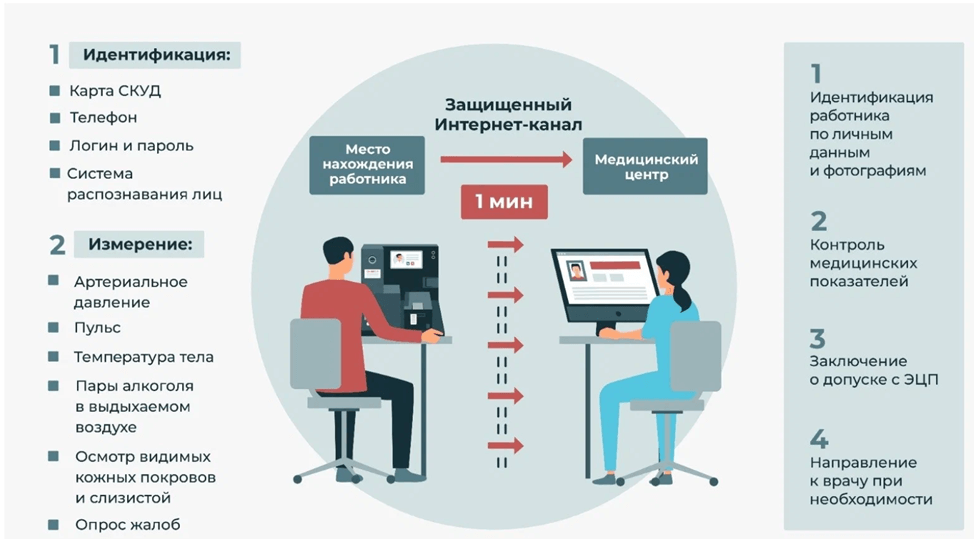 1 Идентификация:
Карта СКУД
Телефон
Логин и пароль
Система
распознавания лиц
2 Измерение:
Артериальное
давление
Пульс
Температура тела
Пары алкоголя
в выдыхаемом
воздухе
Осмотр видимых
кожных покровов
и слизистой
Опрос жалоб
Защищенный
Интернет-канал
Место
нахождения
работника
Медицинский
центр
1 мин
1
Идентификация
работника
по личным
данным
и фотографиям
2
Контроль
медицинских
показателей
3
Заключение
о допуске с ЭЦП
4
Направление
к врачу при
необходимости